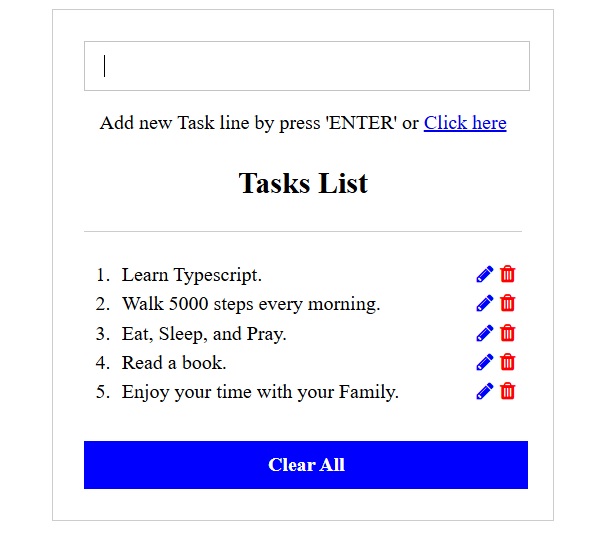 Add new Task line by press 'ENTER' or Click here
Tasks List
1. Learn Typescript.
2. Walk 5000 steps every morning.
3. Eat, Sleep, and Pray.
4. Read a book.
5. Enjoy your time with your Family.
Clear All